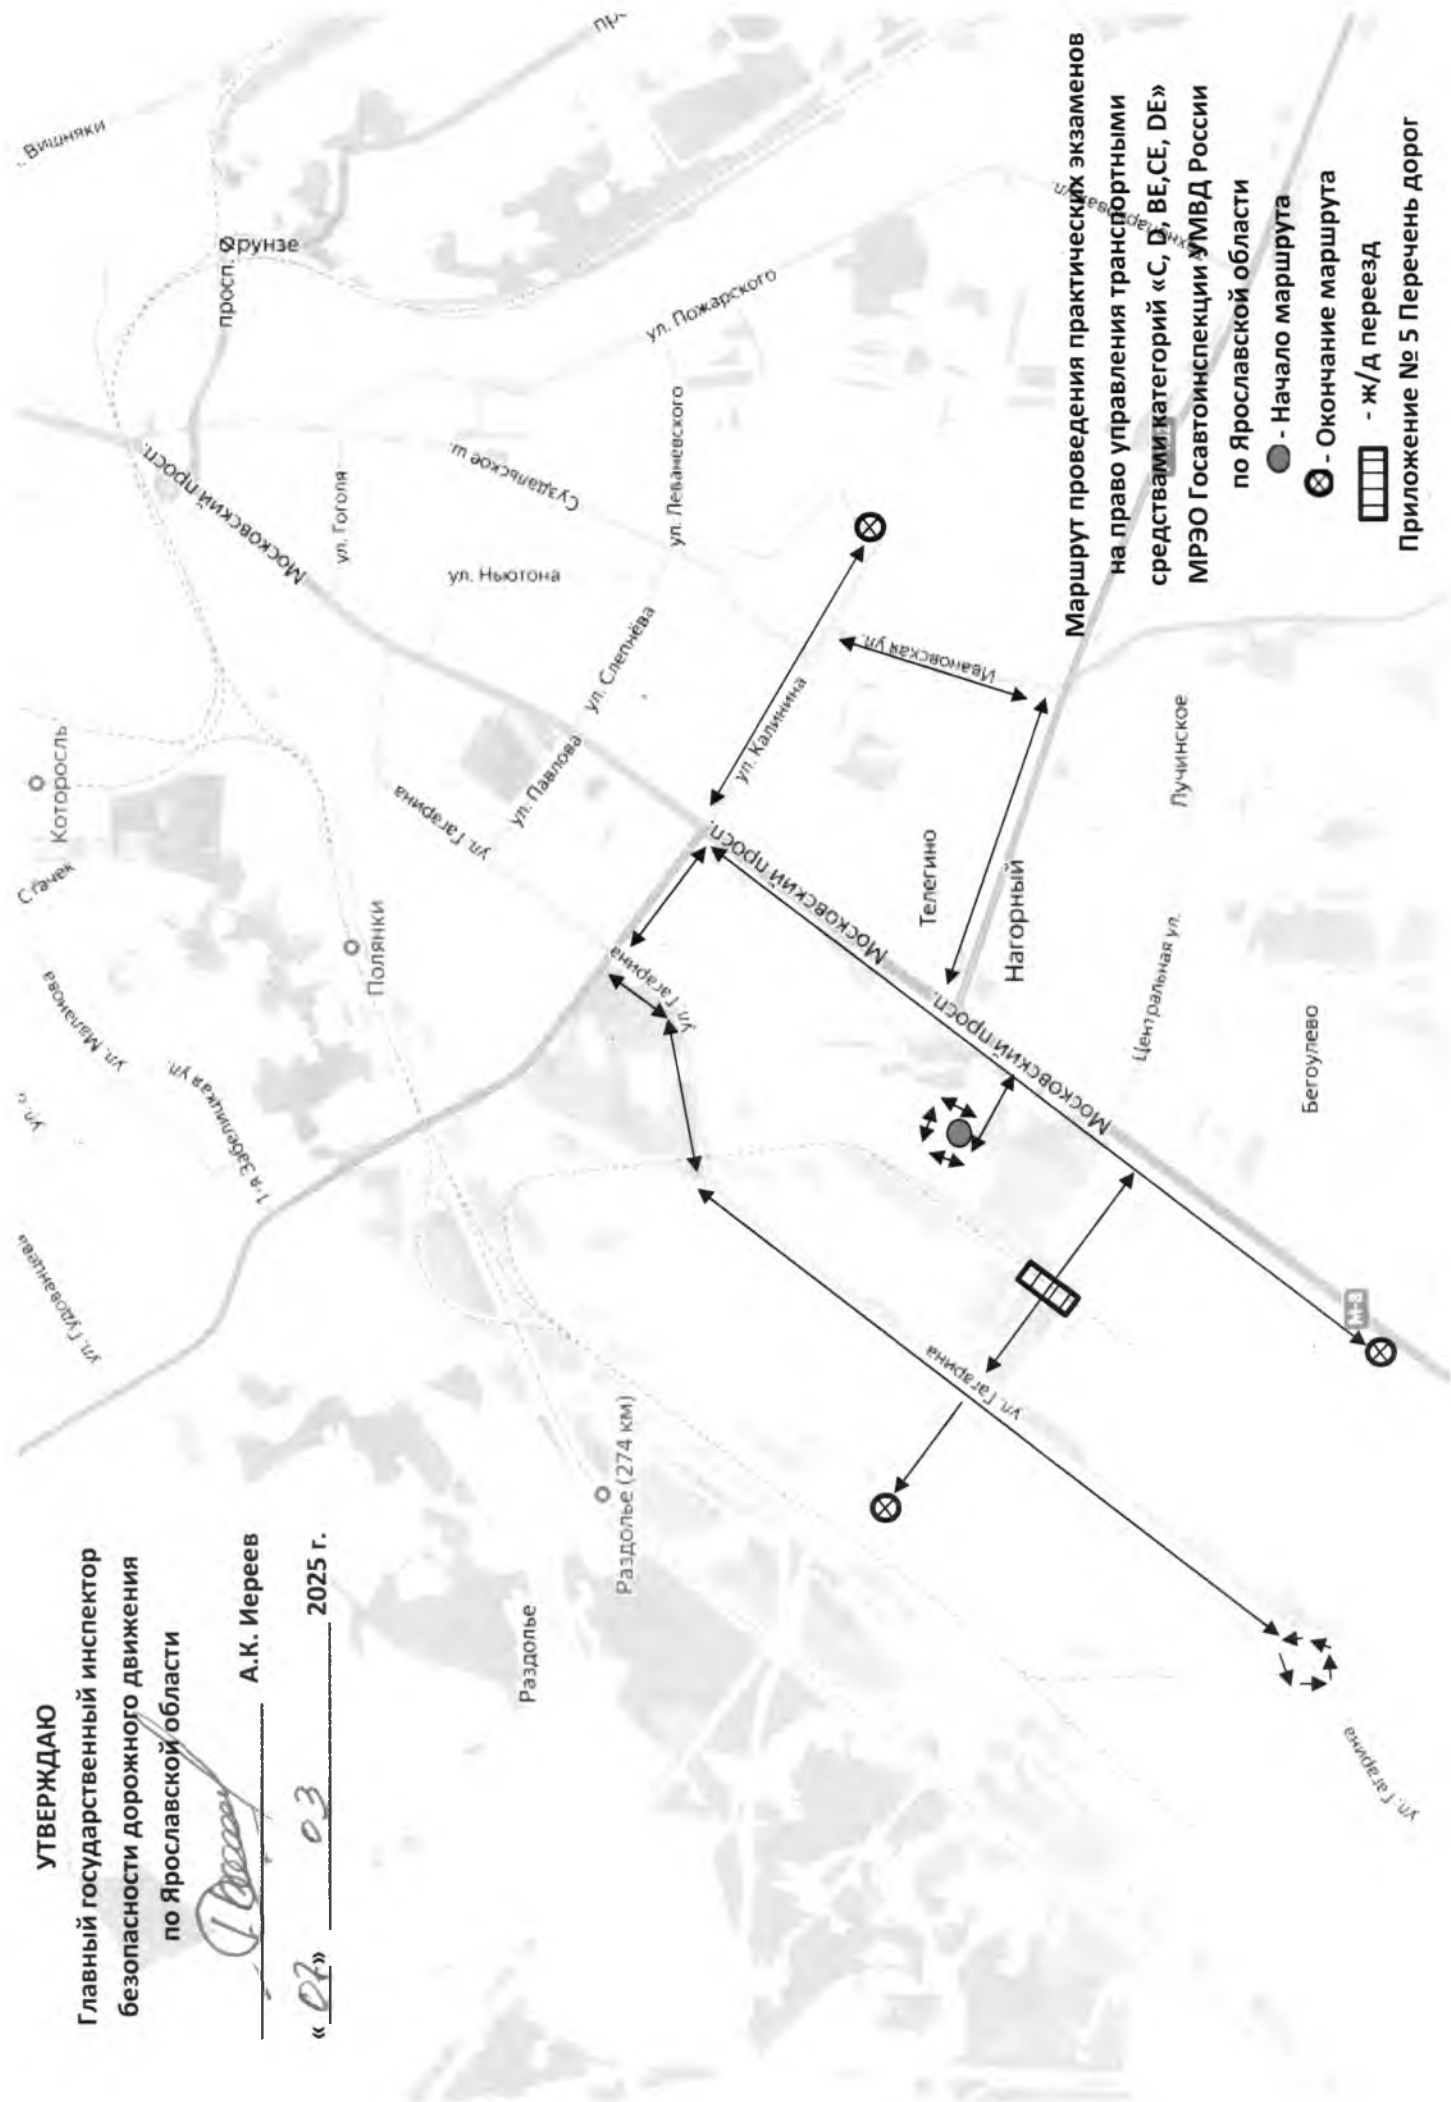 УТВЕРЖДАЮ
Главный государственный инспектор
безопасности дорожного движения
по Ярославской области
А.К. Иереев
« 07 » 03 2025 г.
Маршрут проведения практических экзаменов
на право управления транспортными
средствами категорий «C, D, BE,CE, DE»
МРЭО Госавтоинспекции УМВД России
по Ярославской области
- Начало маршрута
- Окончание маршрута
- ж/д переезд
Приложение № 5 Перечень дорог
ул. Гудованцева
1-я Забелицкая ул.
ул. Маланова
Стачек
Которосль
Полянки
Вишняки
просп. Фрунзе
Московский просп.
ул. Гоголя
ул. Ньютона
Суздальское ш.
ул. Пожарского
ул. Леваневского
ул. Слепнёва
ул. Павлова
ул. Гагарина
ул. Калинина
Ивановская ул.
Московский просп.
Телегино
Нагорный
Лучинское
Центральная ул.
Бегоулево
Московский просп.
М-8
ул. Гагарина
ул. Гагарина
ул. Гагарина
Раздолье (274 км)
Раздолье